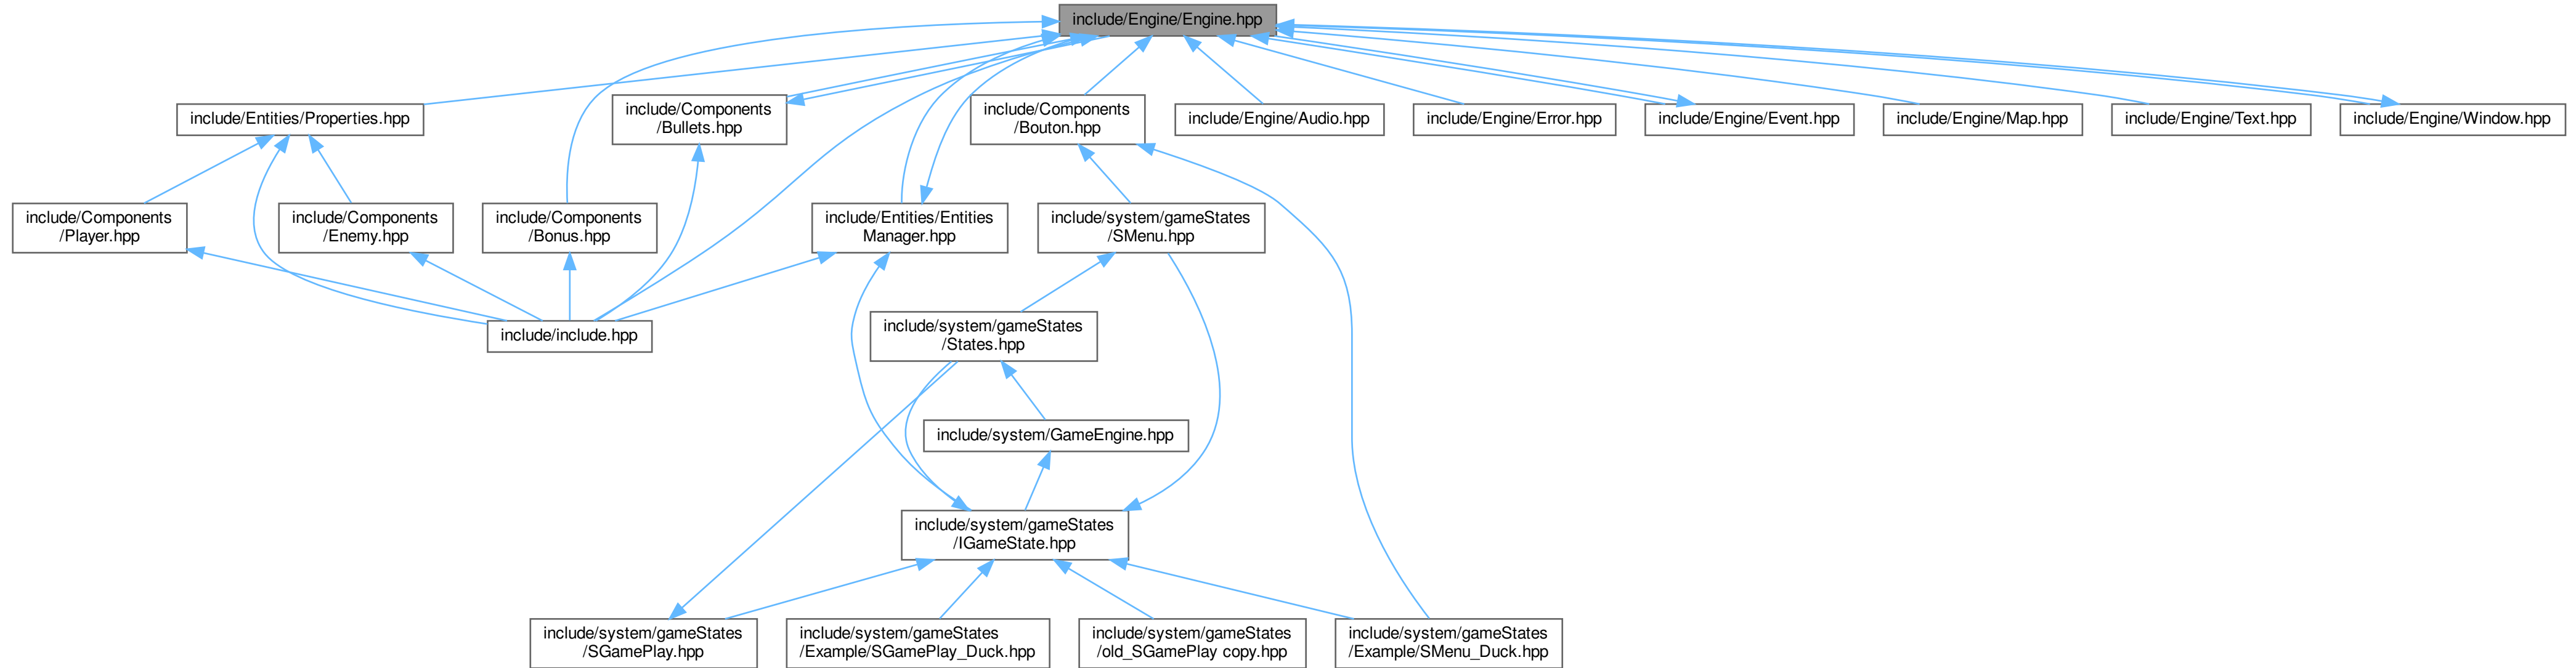 include/Engine/Engine.hpp
include/Entities/Properties.hpp
include/Components
/Bullets.hpp
include/Components
/Bouton.hpp
include/Engine/Audio.hpp
include/Engine/Error.hpp
include/Engine/Event.hpp
include/Engine/Map.hpp
include/Engine/Text.hpp
include/Engine/Window.hpp
include/Components
/Player.hpp
include/Components
/Enemy.hpp
include/Components
/Bonus.hpp
include/Entities/Entities
Manager.hpp
include/system/gameStates
/SMenu.hpp
include/include.hpp
include/system/gameStates
/States.hpp
include/system/GameEngine.hpp
include/system/gameStates
/IGameState.hpp
include/system/gameStates
/SGamePlay.hpp
include/system/gameStates
/Example/SGamePlay_Duck.hpp
include/system/gameStates
/old_SGamePlay copy.hpp
include/system/gameStates
/Example/SMenu_Duck.hpp